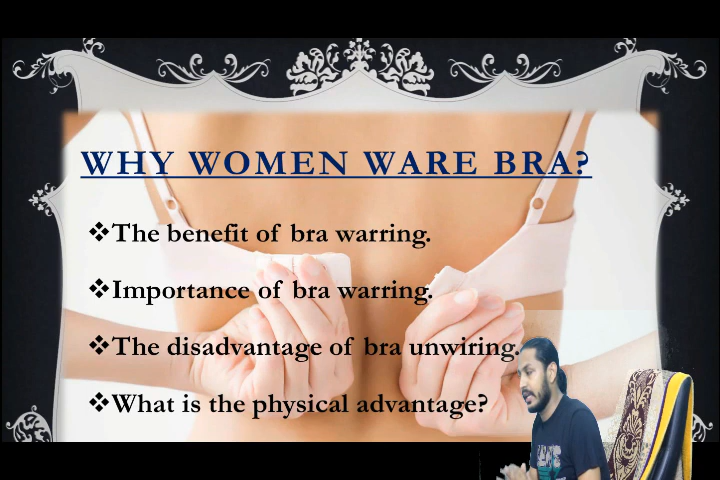 WHY WOMEN WARE BRA?
❖The benefit of bra warring.
❖Importance of bra warring.
❖The disadvantage of bra unwiring.
❖What is the physical advantage?